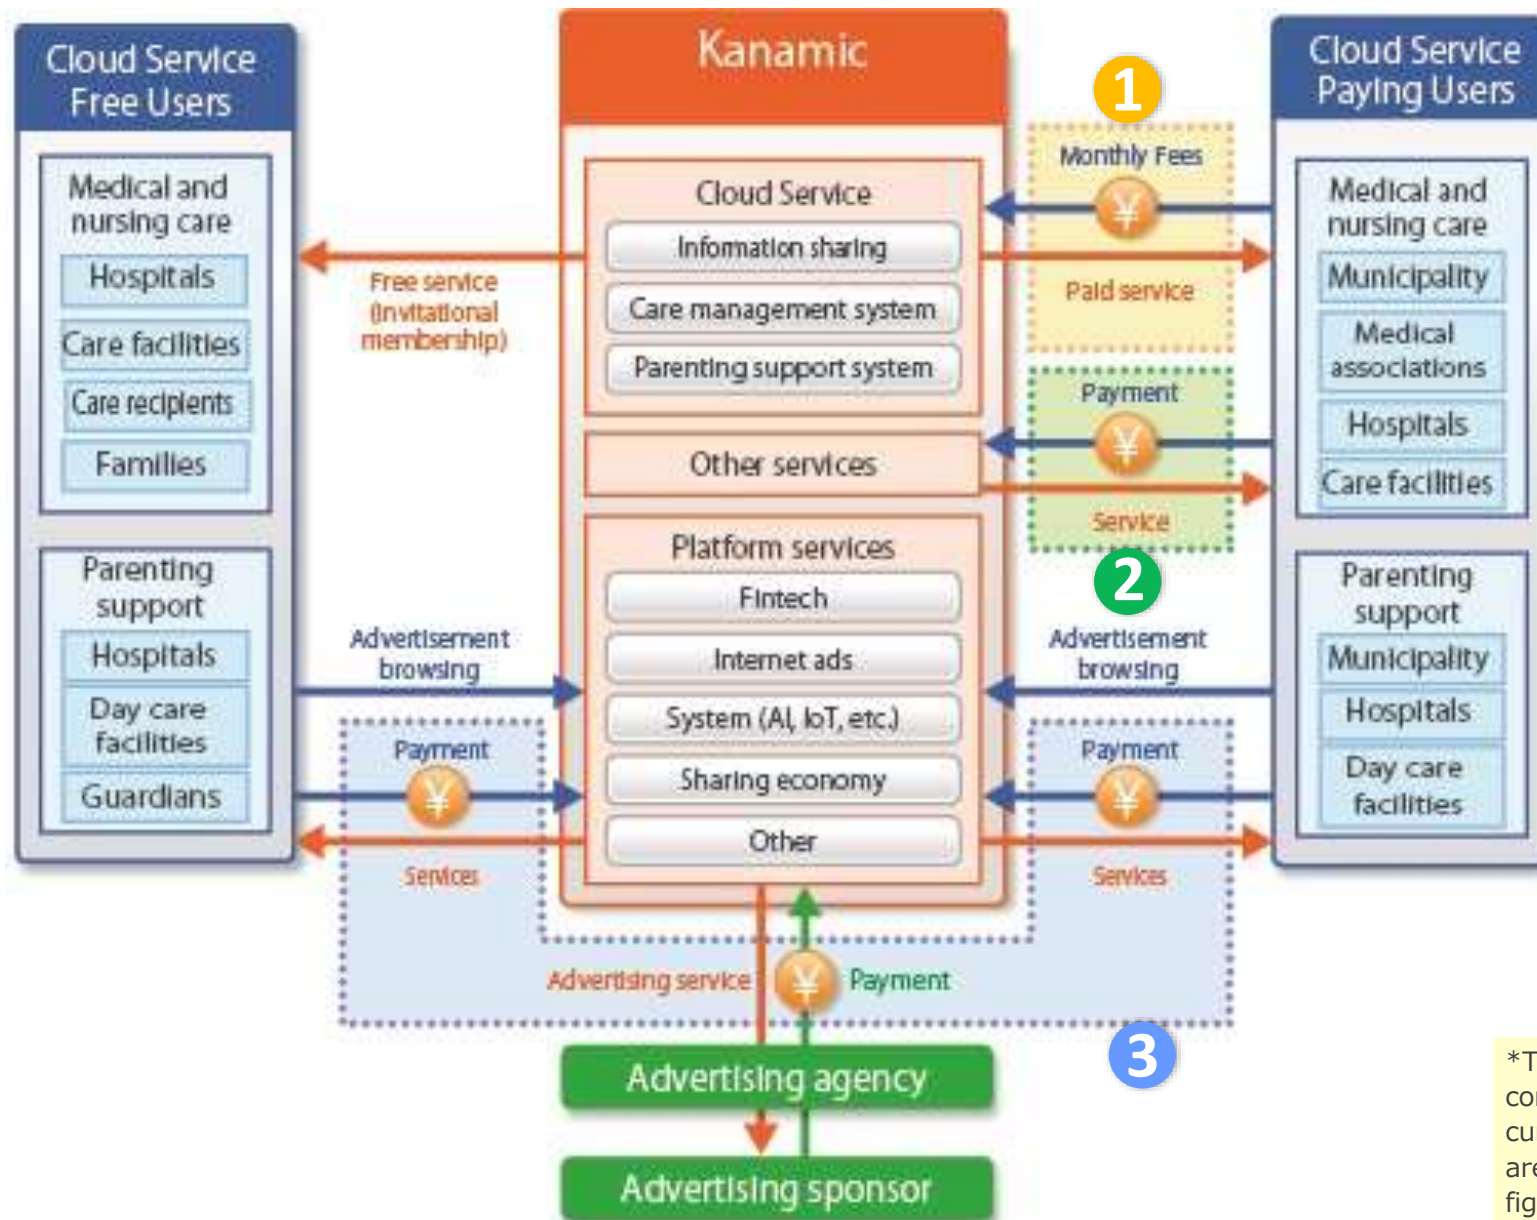 Cloud Service
Free Users
Medical and
nursing care
Hospitals
Care facilities
Care recipients
Families
Parenting
support
Hospitals
Day care
facilities
Guardians
Free service
(Invitational
membership)
Advertisement
browsing
Payment
¥
Services
Kanamic
Cloud Service
Information sharing
Care management system
Parenting support system
Other services
Platform services
Fintech
Internet ads
System (AI, IoT, etc.)
Sharing economy
Other
Advertising service
¥
Payment
Advertising agency
Advertising sponsor
1
Monthly Fees
¥
Paid service
Payment
¥
Service
2
Advertisement
browsing
Payment
¥
Services
3
Cloud Service
Paying Users
Medical and
nursing care
Municipality
Medical
associations
Hospitals
Care facilities
Parenting
support
Municipality
Hospitals
Day care
facilities